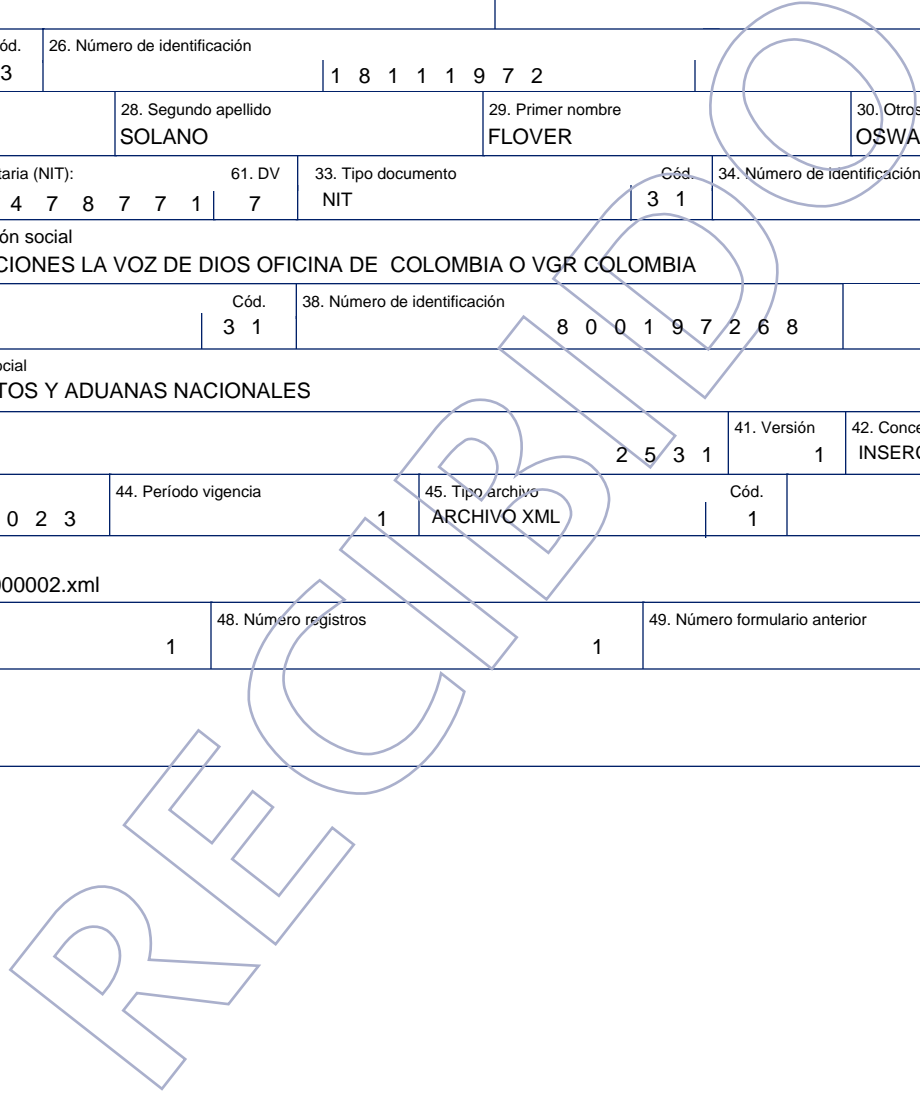 ód. 26. Número de identificación
3 1 8 1 1 1 9 7 2
28. Segundo apellido 29. Primer nombre 30. Otros
SOLANO FLOVER OSWA
taria (NIT): 61. DV 33. Tipo documento Cód. 34. Número de identificación
4 7 8 7 7 1 7 NIT 3 1
ón social
CIONES LA VOZ DE DIOS OFICINA DE COLOMBIA O VGR COLOMBIA
Cód. 38. Número de identificación
3 1 8 0 0 1 9 7 2 6 8
ocial
TOS Y ADUANAS NACIONALES
41. Versión 42. Conce
2 5 3 1 1 INSERC
44. Período vigencia 45. Tipo archivo Cód.
0 2 3 1 ARCHIVO XML 1
000002.xml
48. Número registros 49. Número formulario anterior
1 1
RECIBIDO